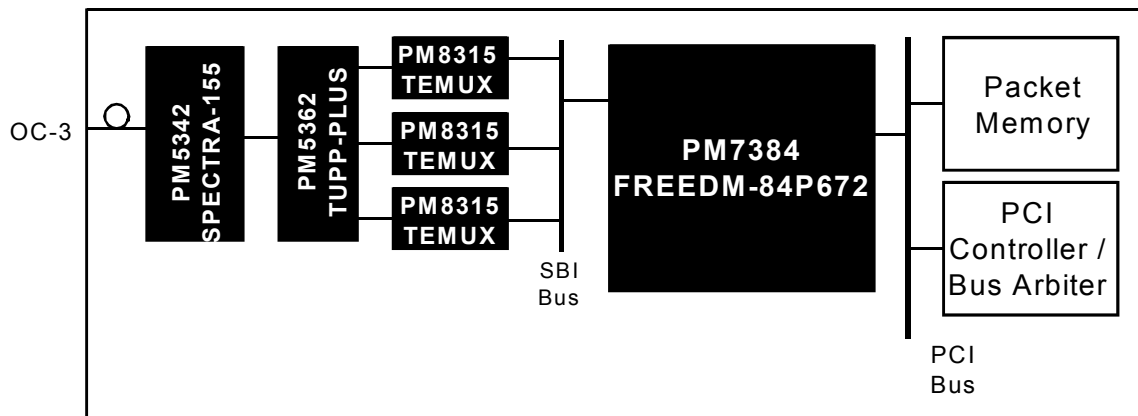 OC-3
PM5342
SPECTRA-155
PM5362
TUPP-PLUS
PM8315
TEMUX
PM8315
TEMUX
PM8315
TEMUX
SBI
Bus
PM7384
FREEDM-84P672
PCI
Bus
Packet
Memory
PCI
Controller /
Bus Arbiter